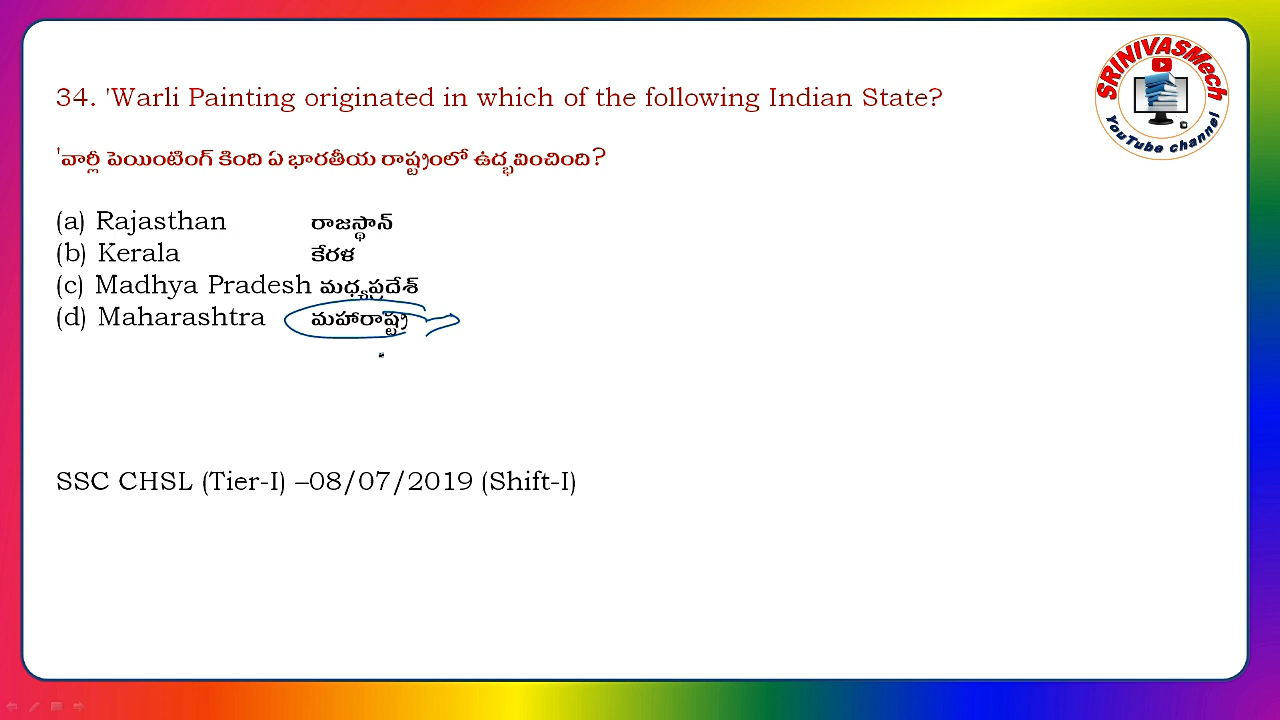 34. 'Warli Painting originated in which of the following Indian State?
'వార్లీ పెయింటింగ్ కింది ఏ భారతీయ రాష్ట్రంలో ఉద్భవించింది?
(a) Rajasthan రాజస్థాన్
(b) Kerala కేరళ
(c) Madhya Pradesh మధ్యప్రదేశ్
(d) Maharashtra మహారాష్ట్ర
SSC CHSL (Tier-I) –08/07/2019 (Shift-I)
SRINIVASMech
YouTube channel